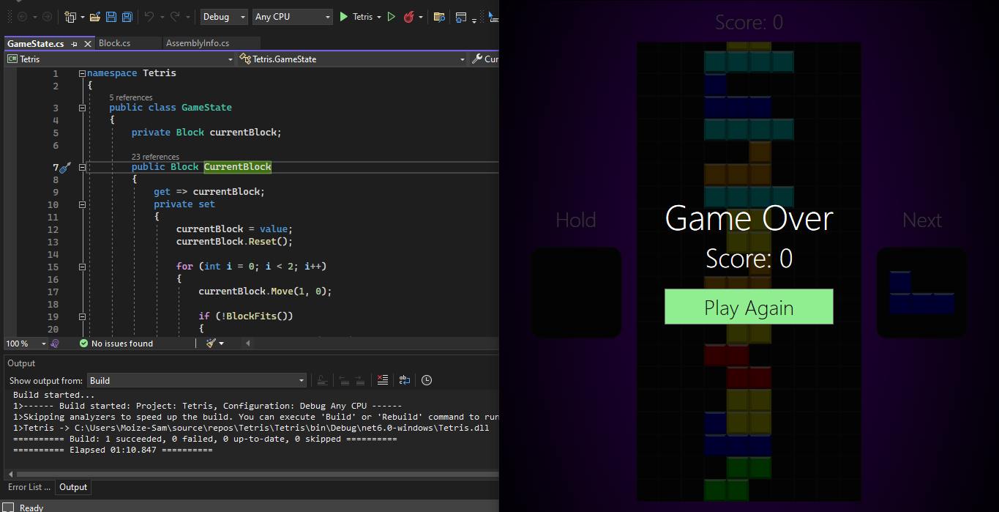 Debug
Any CPU
Tetris
GameState.cs
Block.cs
AssemblyInfo.cs
Tetris
Tetris.GameState
Cur
1 namespace Tetris
2 {
5 references
3 public class GameState
4 {
5 private Block currentBlock;
6
23 references
7 public Block CurrentBlock
8 {
9 get => currentBlock;
10 private set
11 {
12 currentBlock = value;
13 currentBlock.Reset();
14
15 for (int i = 0; i < 2; i++)
16 {
17 currentBlock.Move(1, 0);
18
19 if (!BlockFits())
20 {
100 %
No issues found
Output
Show output from: Build
Build started...
1>------ Build started: Project: Tetris, Configuration: Debug Any CPU ------
1>Skipping analyzers to speed up the build. You can execute 'Build' or 'Rebuild' command to run
1>Tetris -> C:\Users\Moize-Sam\source\repos\Tetris\Tetris\bin\Debug\net6.0-windows\Tetris.dll
========== Build: 1 succeeded, 0 failed, 0 up-to-date, 0 skipped ==========
========== Elapsed 01:10.847 ==========
Error List ...
Output
Ready
Score: 0
Hold
Game Over
Score: 0
Play Again
Next